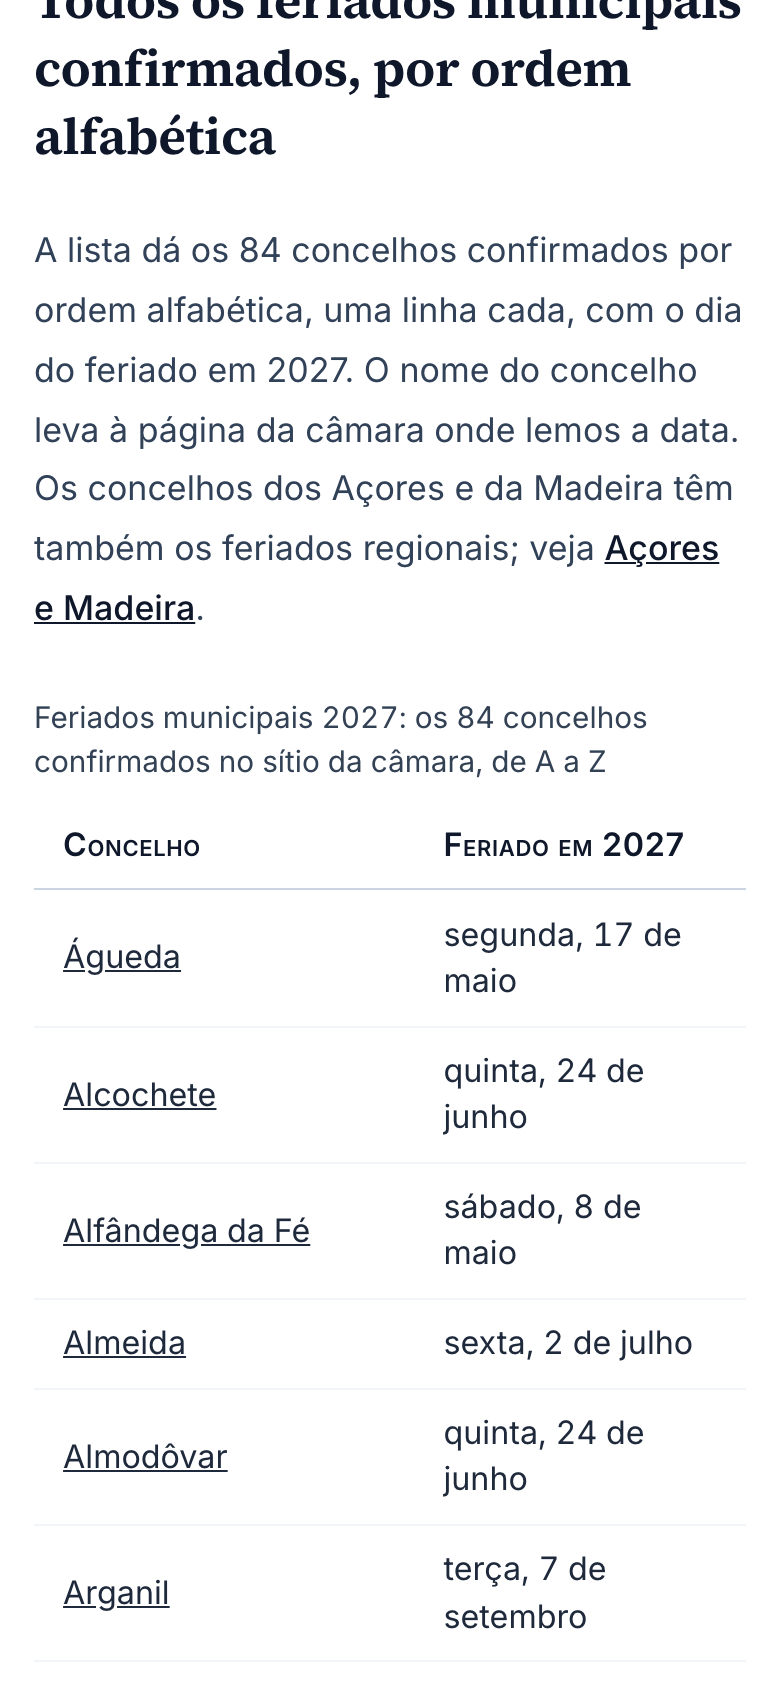 Todos os feriados municipais
confirmados, por ordem
alfabética
A lista dá os 84 concelhos confirmados por
ordem alfabética, uma linha cada, com o dia
do feriado em 2027. O nome do concelho
leva à página da câmara onde lemos a data.
Os concelhos dos Açores e da Madeira têm
também os feriados regionais; veja Açores
e Madeira.
Feriados municipais 2027: os 84 concelhos
confirmados no sítio da câmara, de A a Z
Concelho Feriado em 2027
Águeda segunda, 17 de
maio
Alcochete quinta, 24 de
junho
Alfândega da Fé sábado, 8 de
maio
Almeida sexta, 2 de julho
Almodôvar quinta, 24 de
junho
Arganil terça, 7 de
setembro